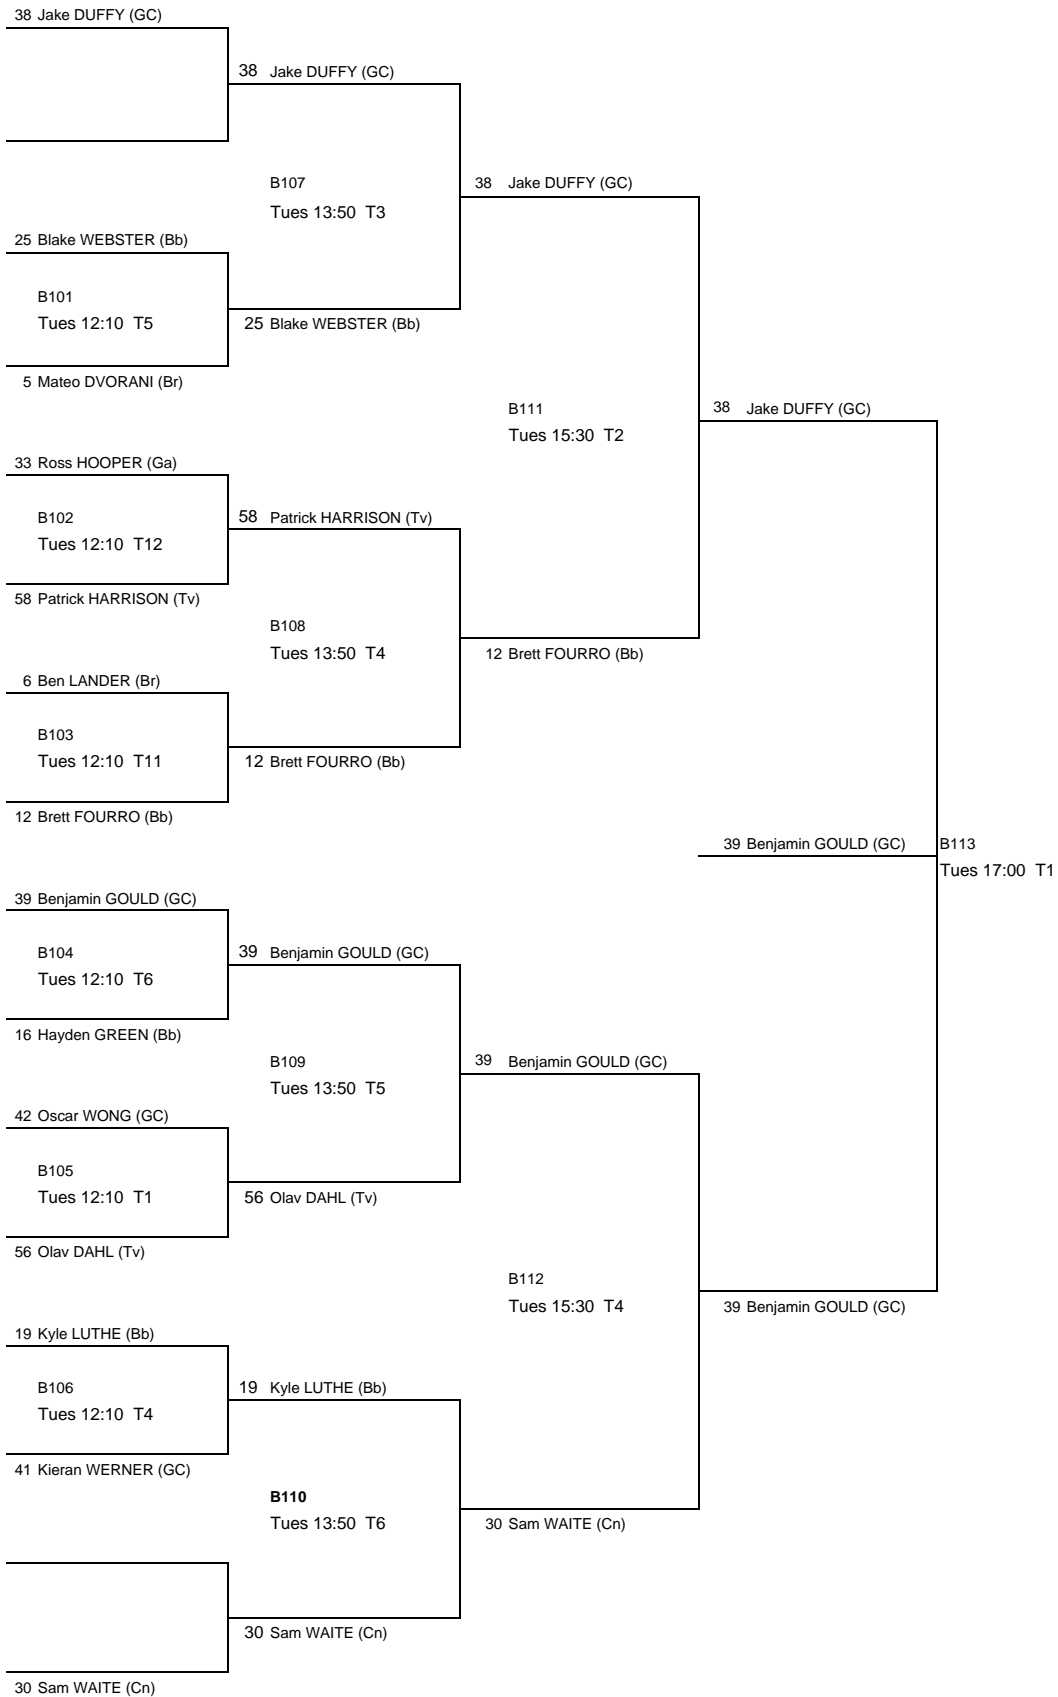 38 Jake DUFFY (GC)
38 Jake DUFFY (GC)
B107
38 Jake DUFFY (GC)
Tues 13:50 T3
25 Blake WEBSTER (Bb)
B101
Tues 12:10 T5
25 Blake WEBSTER (Bb)
5 Mateo DVORANI (Br)
B111
38 Jake DUFFY (GC)
Tues 15:30 T2
33 Ross HOOPER (Ga)
B102
58 Patrick HARRISON (Tv)
Tues 12:10 T12
58 Patrick HARRISON (Tv)
B108
Tues 13:50 T4
12 Brett FOURRO (Bb)
6 Ben LANDER (Br)
B103
Tues 12:10 T11
12 Brett FOURRO (Bb)
12 Brett FOURRO (Bb)
39 Benjamin GOULD (GC)
B113
Tues 17:00 T1
39 Benjamin GOULD (GC)
B104
39 Benjamin GOULD (GC)
Tues 12:10 T6
16 Hayden GREEN (Bb)
B109
39 Benjamin GOULD (GC)
Tues 13:50 T5
42 Oscar WONG (GC)
B105
Tues 12:10 T1
56 Olav DAHL (Tv)
56 Olav DAHL (Tv)
B112
Tues 15:30 T4
39 Benjamin GOULD (GC)
19 Kyle LUTHE (Bb)
B106
19 Kyle LUTHE (Bb)
Tues 12:10 T4
41 Kieran WERNER (GC)
B110
Tues 13:50 T6
30 Sam WAITE (Cn)
30 Sam WAITE (Cn)
30 Sam WAITE (Cn)